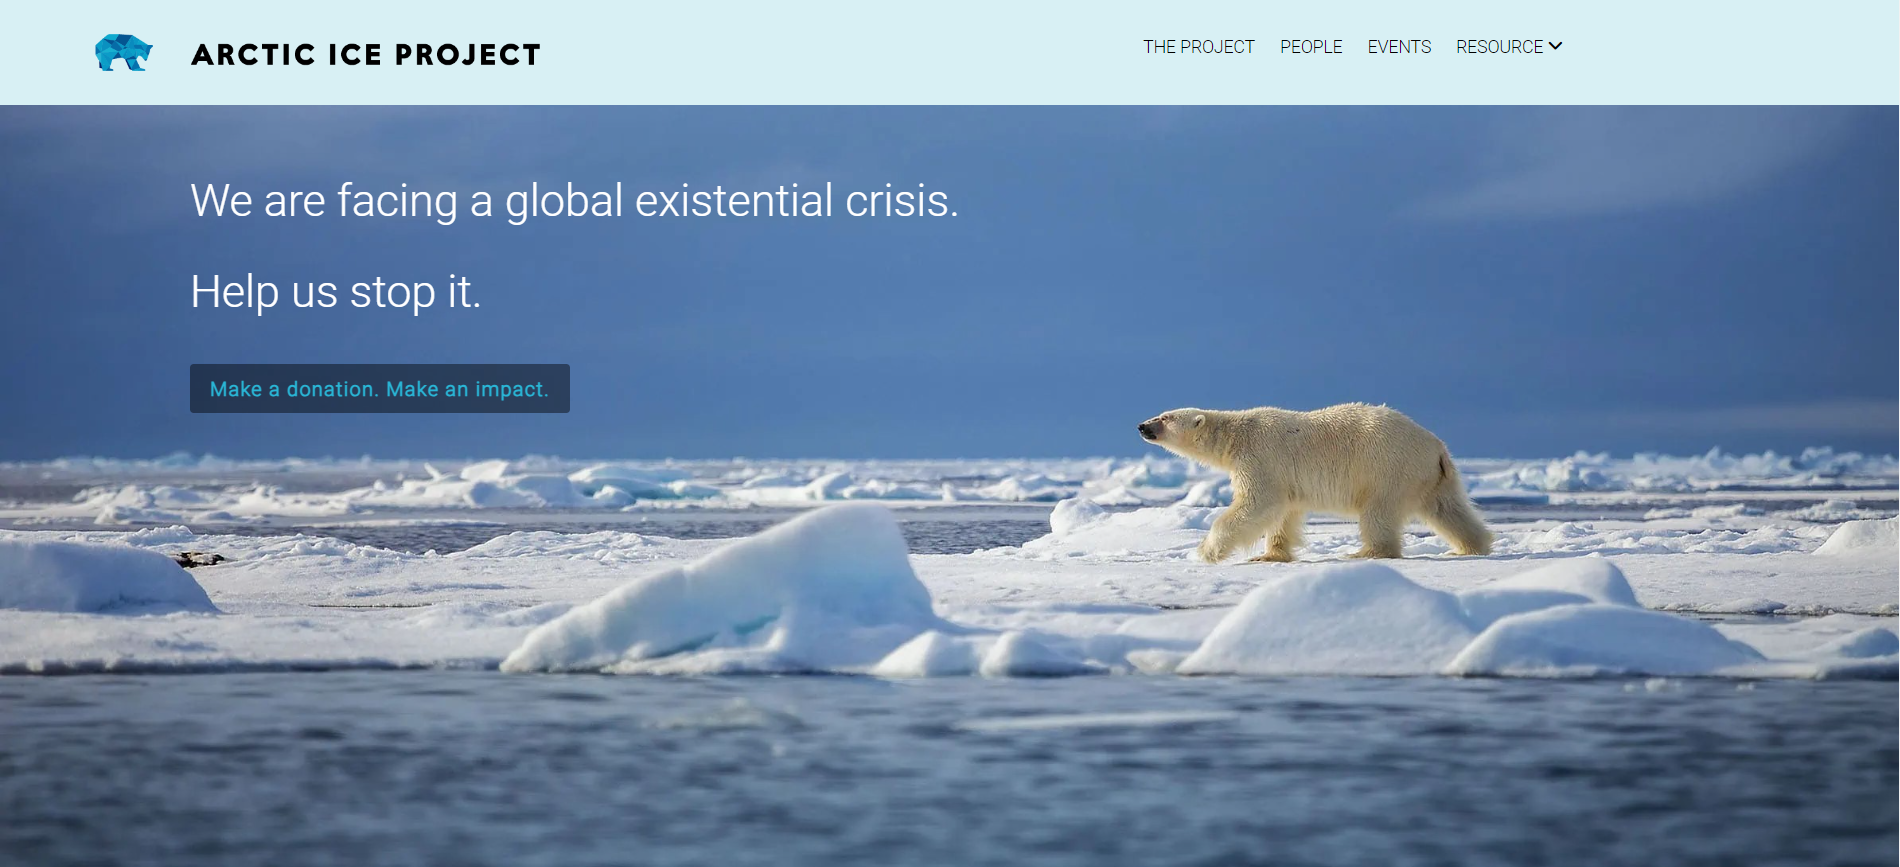 ARCTIC ICE PROJECT
THE PROJECT PEOPLE EVENTS RESOURCE
We are facing a global existential crisis.
Help us stop it.
Make a donation. Make an impact.